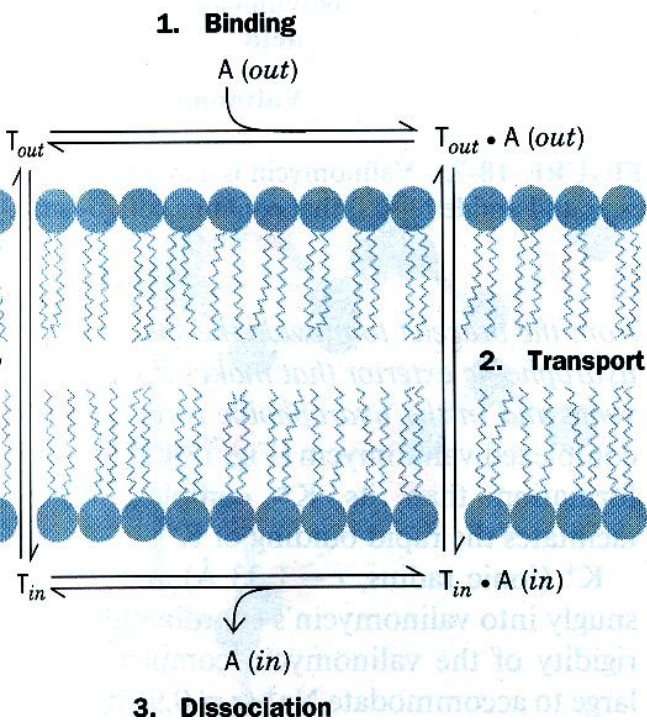 1. Binding
A (out)
T_out
T_out • A (out)
2. Transport
T_in
T_in • A (in)
A (in)
3. Dissociation